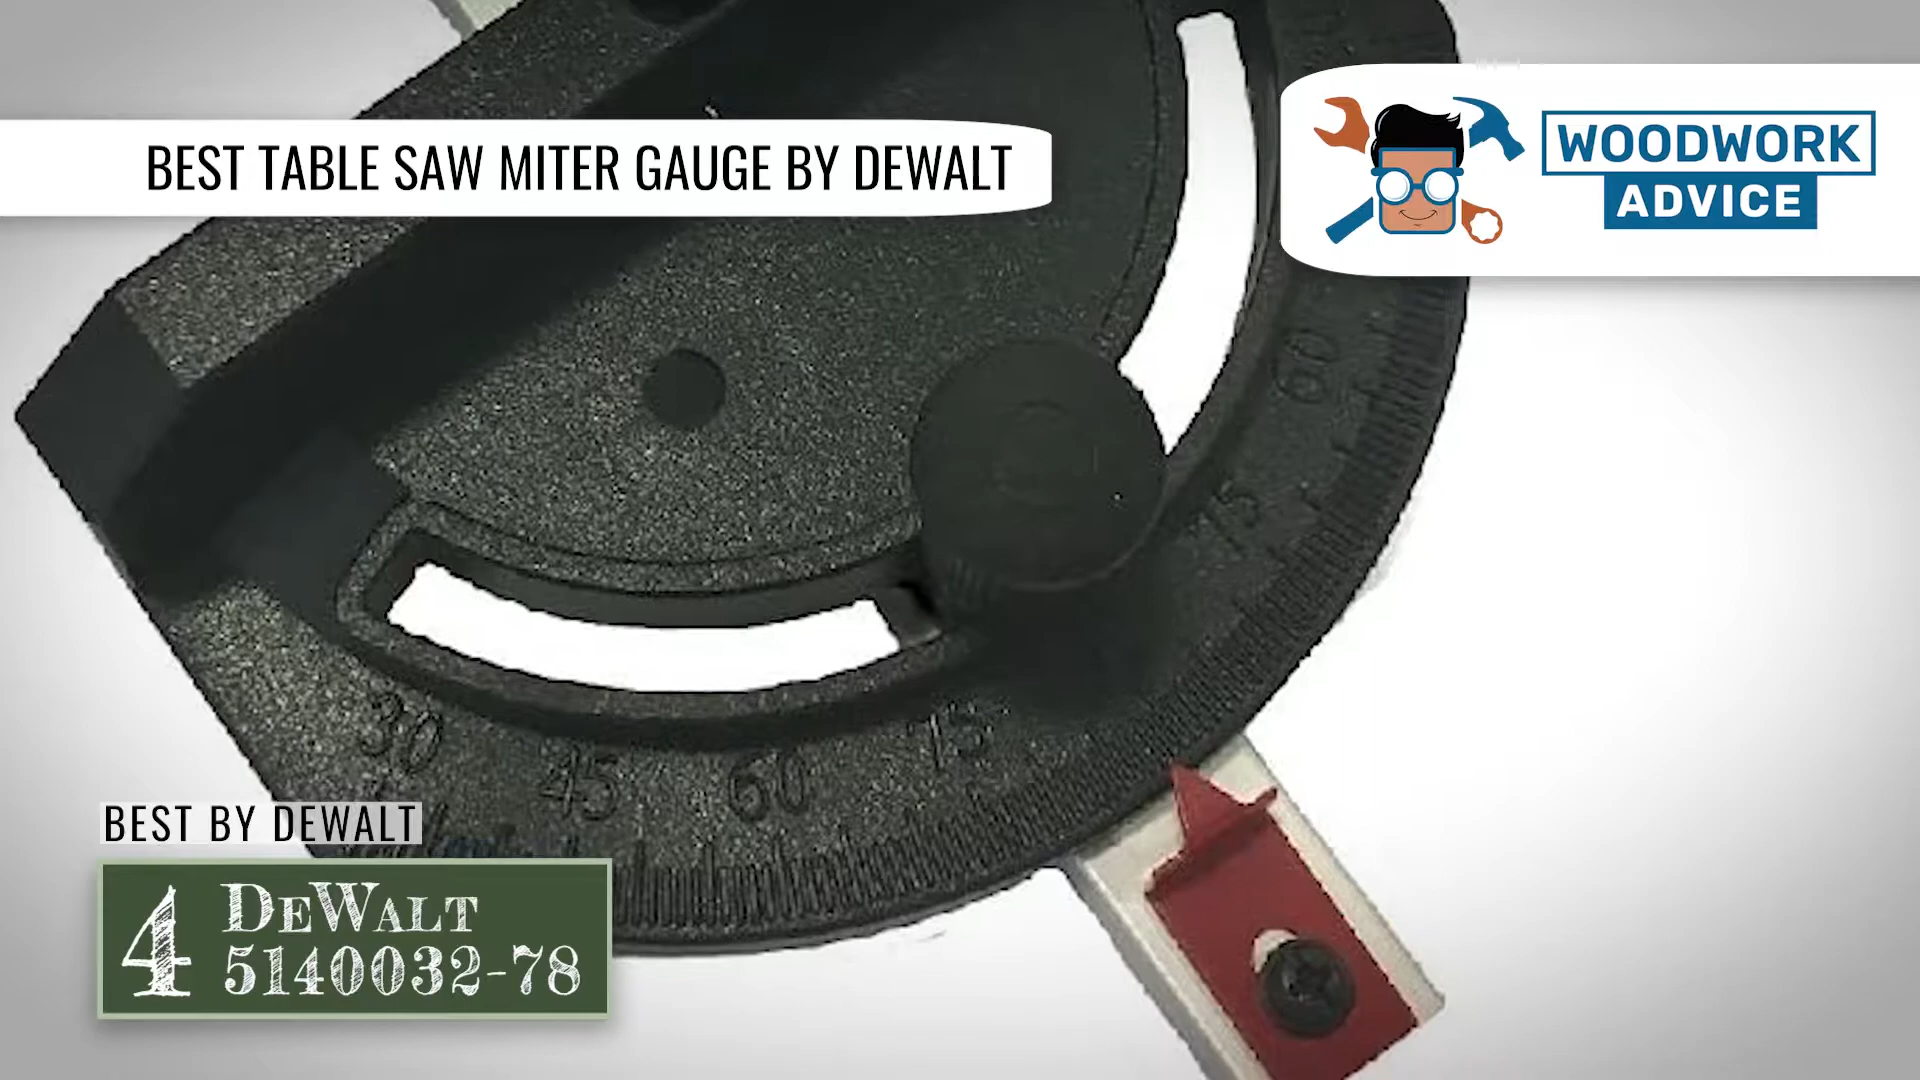 BEST TABLE SAW MITER GAUGE BY DEWALT
WOODWORK
ADVICE
60
75
30
45
60
75
BEST BY DEWALT
4
DEWALT
5140032-78